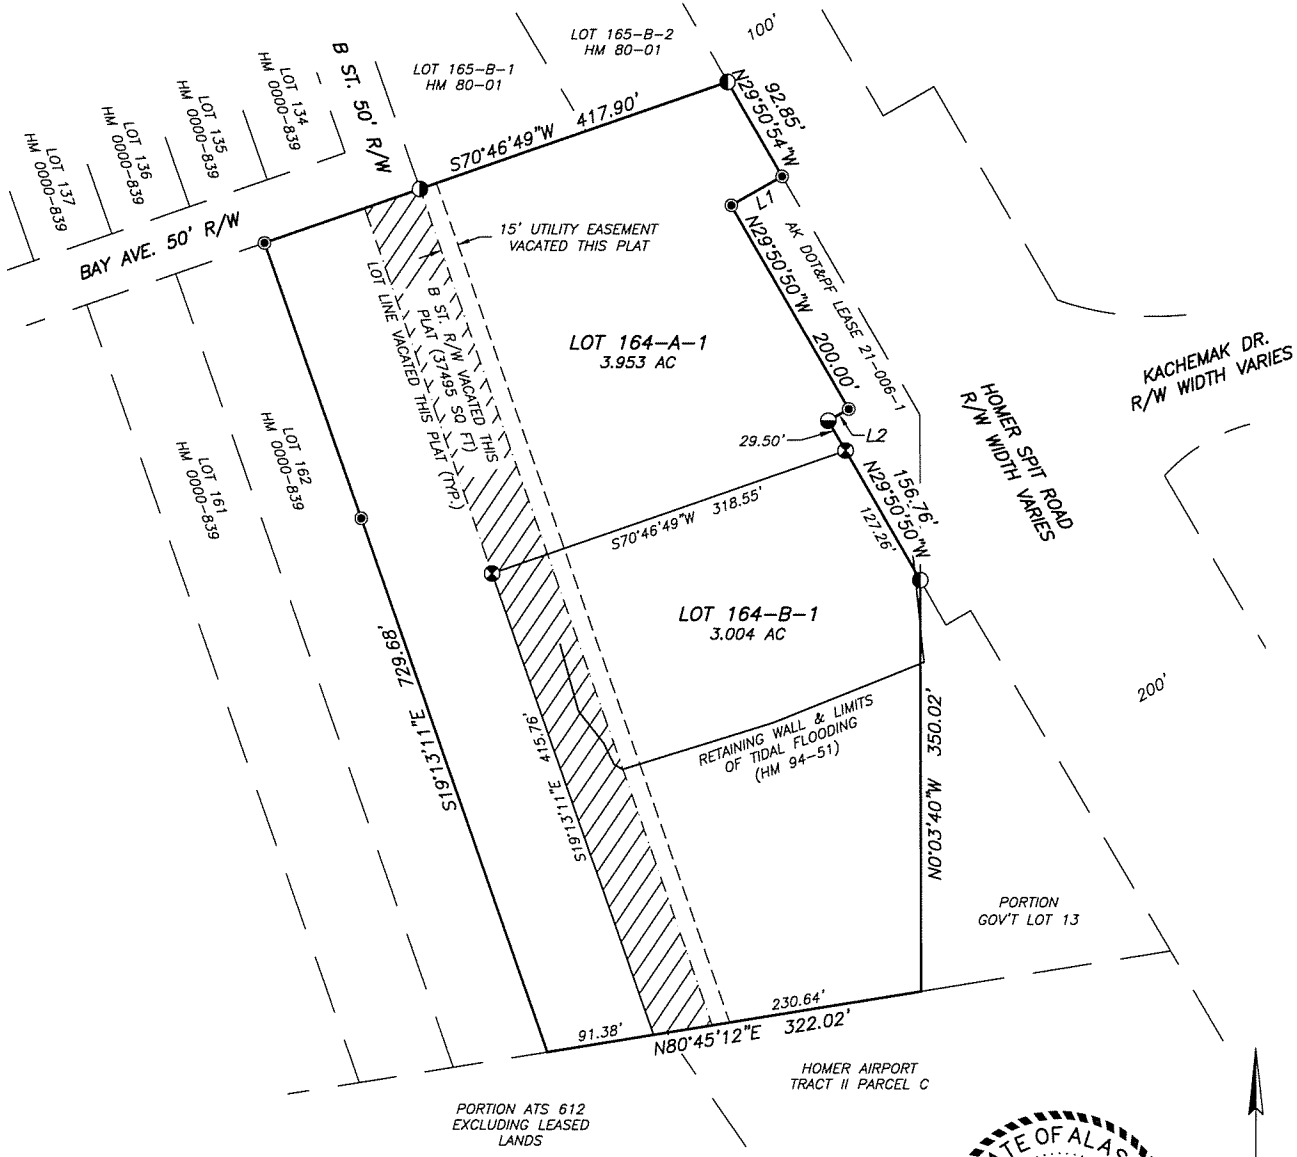 100'
LOT 165-B-2
HM 80-01
LOT 165-B-1
HM 80-01
B ST. 50' R/W
LOT 134
HM 0000-839
LOT 135
HM 0000-839
LOT 136
HM 0000-839
LOT 137
HM 0000-839
S70°46'49"W 417.90'
92.85'
N29°50'54"W
L1
BAY AVE. 50' R/W
15' UTILITY EASEMENT
VACATED THIS PLAT
AK DOT&PF LEASE 21-006-1
N29°50'50"W 200.00'
LOT LINE VACATED THIS PLAT (TYP.)
B ST. R/W VACATED THIS
PLAT (37495 SQ FT)
LOT 164-A-1
3.953 AC
KACHEMAK DR.
R/W WIDTH VARIES
HOMER SPIT ROAD
R/W WIDTH VARIES
L2
29.50'
LOT 162
HM 0000-839
LOT 161
HM 0000-839
156.76'
N29°50'50"W
127.26'
S70°46'49"W 318.55'
LOT 164-B-1
3.004 AC
S19°13'11"E 729.68'
S19°13'11"E 415.76'
RETAINING WALL & LIMITS
OF TIDAL FLOODING
(HM 94-51)
N0°03'40"W 350.02'
200'
PORTION
GOV'T LOT 13
230.64'
91.38'
N80°45'12"E 322.02'
HOMER AIRPORT
TRACT II PARCEL C
PORTION ATS 612
EXCLUDING LEASED
LANDS
TE OF ALAS